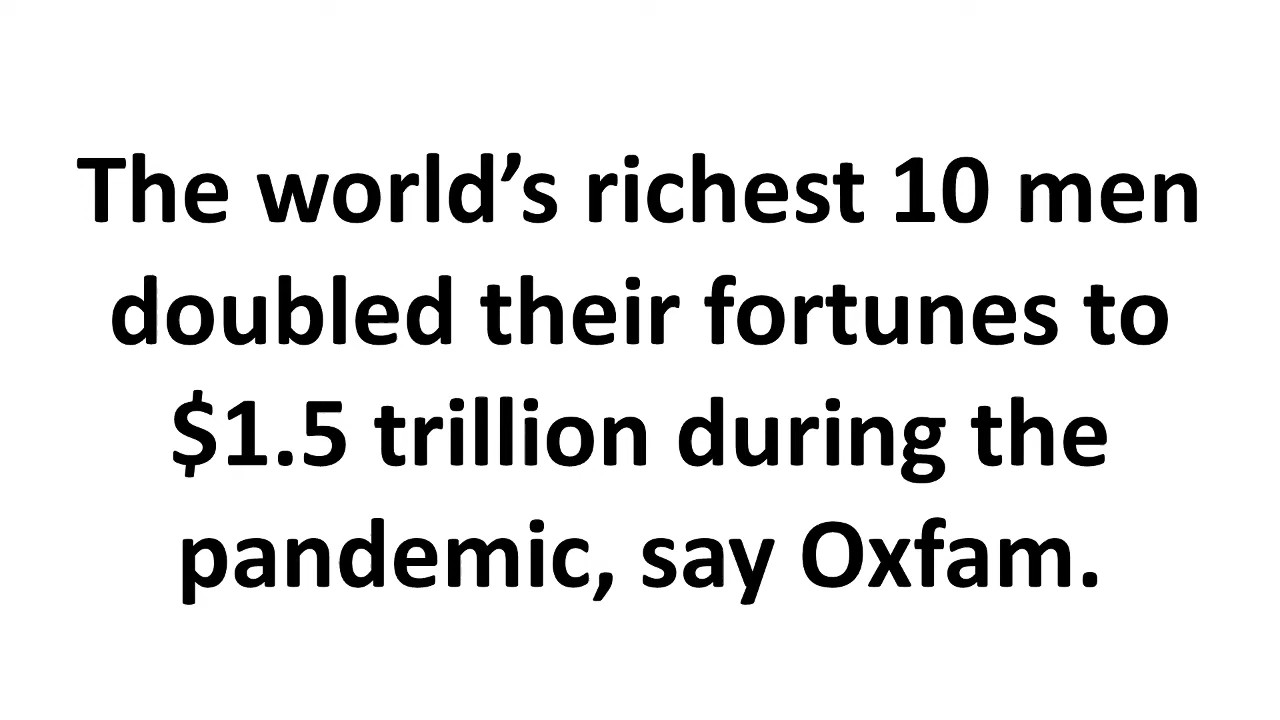 The world’s richest 10 men
doubled their fortunes to
$1.5 trillion during the
pandemic, say Oxfam.